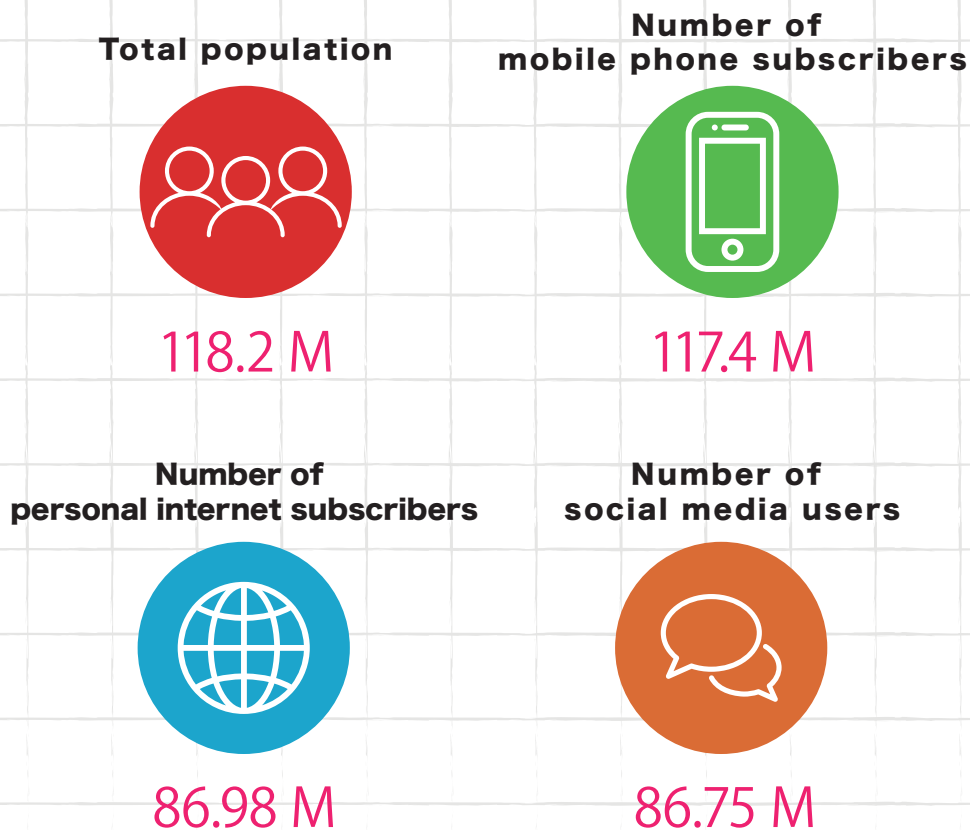 Total population
Number of
mobile phone subscribers
118.2 M
117.4 M
Number of
personal internet subscribers
Number of
social media users
86.98 M
86.75 M